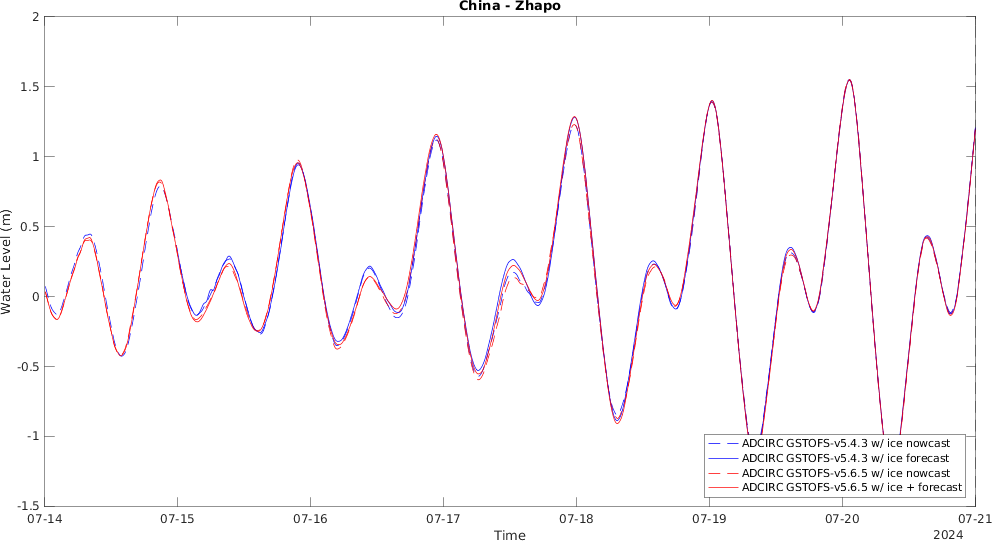 China - Zhapo
2
1.5
1
0.5
0
-0.5
-1
-1.5
Water Level (m)
07-14 07-15 07-16 07-17 07-18 07-19 07-20 07-21
Time
2024
ADCIRC GSTOFS-v5.4.3 w/ ice nowcast
ADCIRC GSTOFS-v5.4.3 w/ ice forecast
ADCIRC GSTOFS-v5.6.5 w/ ice nowcast
ADCIRC GSTOFS-v5.6.5 w/ ice + forecast